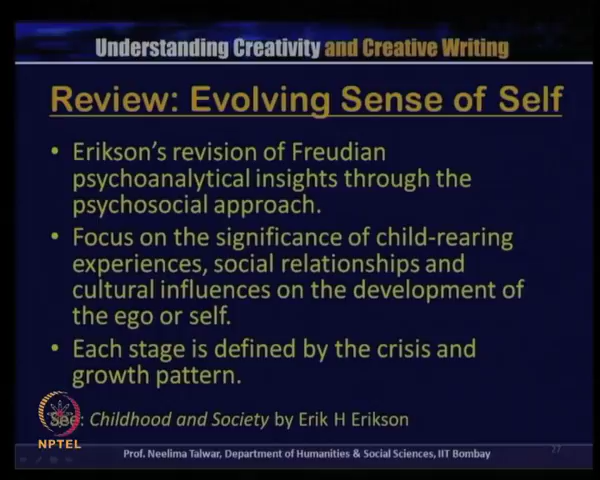 Understanding Creativity and Creative Writing
Review: Evolving Sense of Self
• Erikson's revision of Freudian
psychoanalytical insights through the
psychosocial approach.
• Focus on the significance of child-rearing
experiences, social relationships and
cultural influences on the development of
the ego or self.
• Each stage is defined by the crisis and
growth pattern.
See: Childhood and Society by Erik H Erikson
NPTEL
Prof. Neelima Talwar, Department of Humanities & Social Sciences, IIT Bombay
27